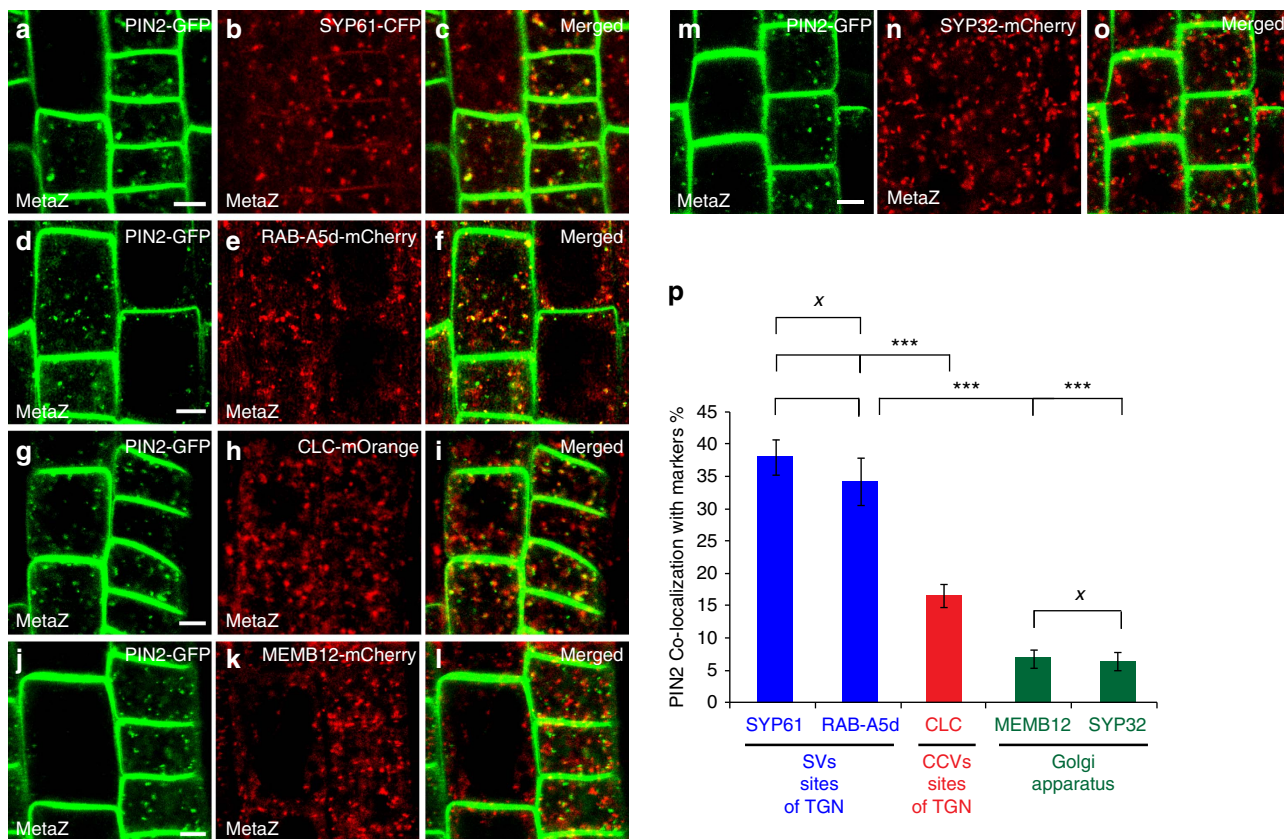 a PIN2-GFP b SYP61-CFP c Merged
MetaZ
d PIN2-GFP e RAB-A5d-mCherry f Merged
MetaZ
g PIN2-GFP h CLC-mOrange i Merged
MetaZ
j PIN2-GFP k MEMB12-mCherry l Merged
MetaZ MetaZ
m PIN2-GFP n SYP32-mCherry o Merged
MetaZ MetaZ
p
x
***
*** ***
x
PIN2 Co-localization with markers %
45
40
35
30
25
20
15
10
5
0
SYP61 RAB-A5d CLC MEMB12 SYP32
SVs sites of TGN
CCVs sites of TGN
Golgi apparatus